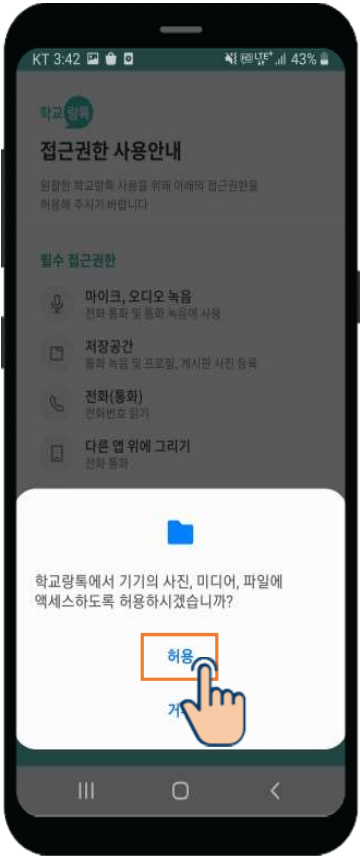 KT 3:42
43%
학교랑톡
접근권한 사용안내
원활한 학교랑톡 사용을 위해 아래의 접근권한을
허용해 주시기 바랍니다
필수 접근권한
마이크, 오디오 녹음
전화 통화 및 통화 녹음에 사용
저장공간
통화 녹음 및 프로필, 게시판 사진 등록
전화(통화)
전화번호 읽기
다른 앱 위에 그리기
전화 통화
학교랑톡에서 기기의 사진, 미디어, 파일에
액세스하도록 허용하시겠습니까?
허용